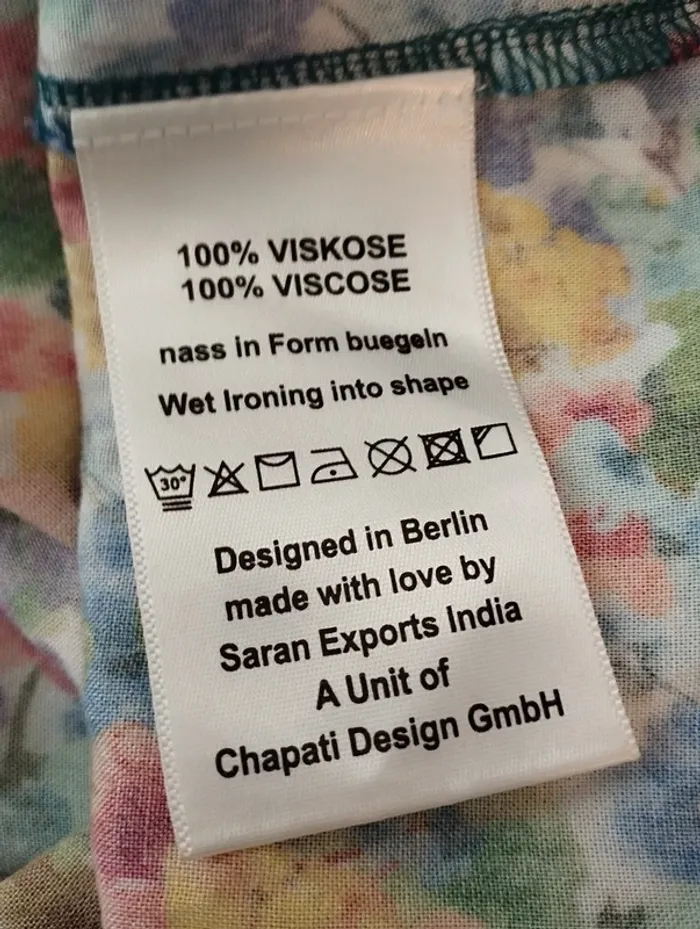 100% VISKOSE
100% VISCOSE
nass in Form buegeln
Wet Ironing into shape
30°
Designed in Berlin
made with love by
Saran Exports India
A Unit of
Chapati Design GmbH